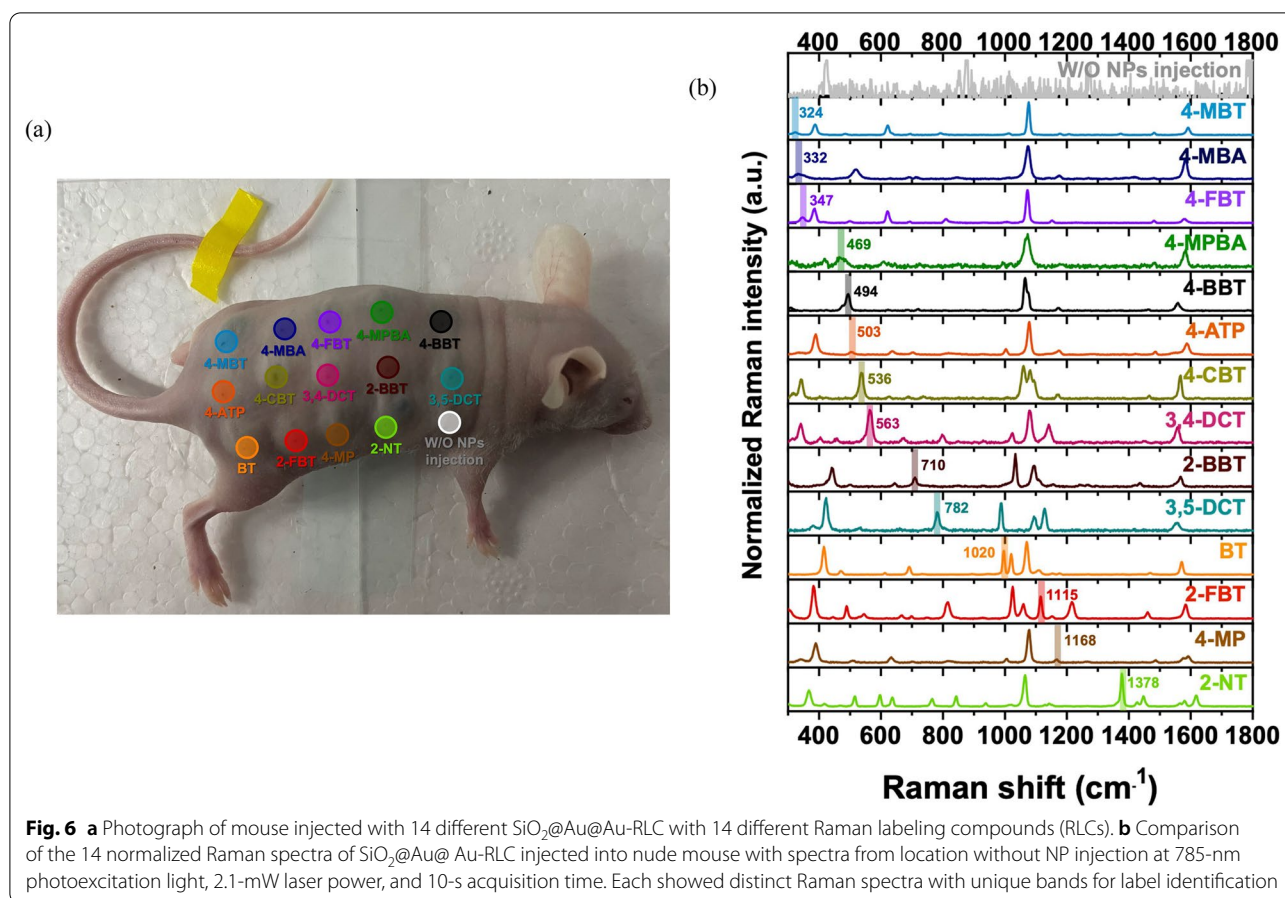 (a)
4-MBT
4-MBA
4-FBT
4-MPBA
4-BBT
4-ATP
4-CBT
3,4-DCT
2-BBT
3,5-DCT
BT
2-FBT
4-MP
2-NT
W/O NPs
injection
(b)
400 600 800 1000 1200 1400 1600 1800
Normalized Raman intensity (a.u.)
W/O NPs injection
324 4-MBT
332 4-MBA
347 4-FBT
469 4-MPBA
494 4-BBT
503 4-ATP
536 4-CBT
563 3,4-DCT
710 2-BBT
782 3,5-DCT
1020 BT
1115 2-FBT
1168 4-MP
1378 2-NT
400 600 800 1000 1200 1400 1600 1800
Raman shift (cm-1)
Fig. 6 a Photograph of mouse injected with 14 different SiO2@Au@Au-RLC with 14 different Raman labeling compounds (RLCs). b Comparison
of the 14 normalized Raman spectra of SiO2@Au@ Au-RLC injected into nude mouse with spectra from location without NP injection at 785-nm
photoexcitation light, 2.1-mW laser power, and 10-s acquisition time. Each showed distinct Raman spectra with unique bands for label identification